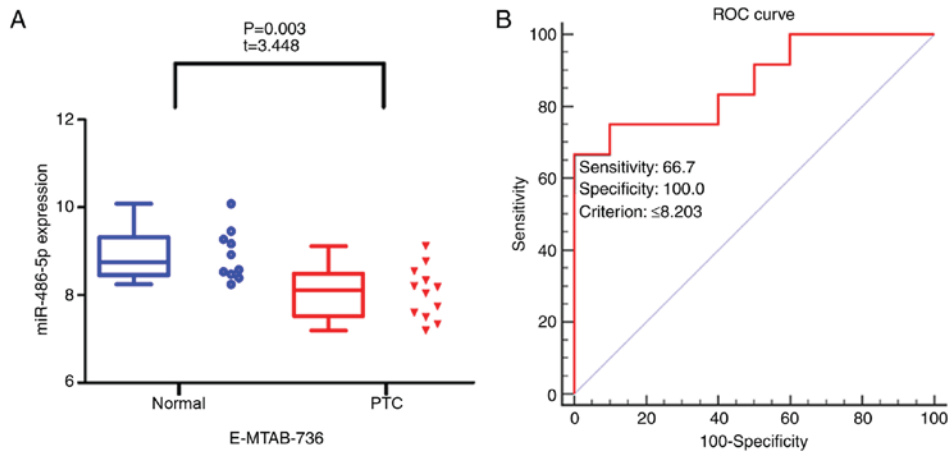 A
P=0.003
t=3.448
12
10
8
6
miR-486-5p expression
Normal
PTC
E-MTAB-736
B
ROC curve
100
80
60
40
20
0
Sensitivity
Sensitivity: 66.7
Specificity: 100.0
Criterion: ≤8.203
0 20 40 60 80 100
100-Specificity